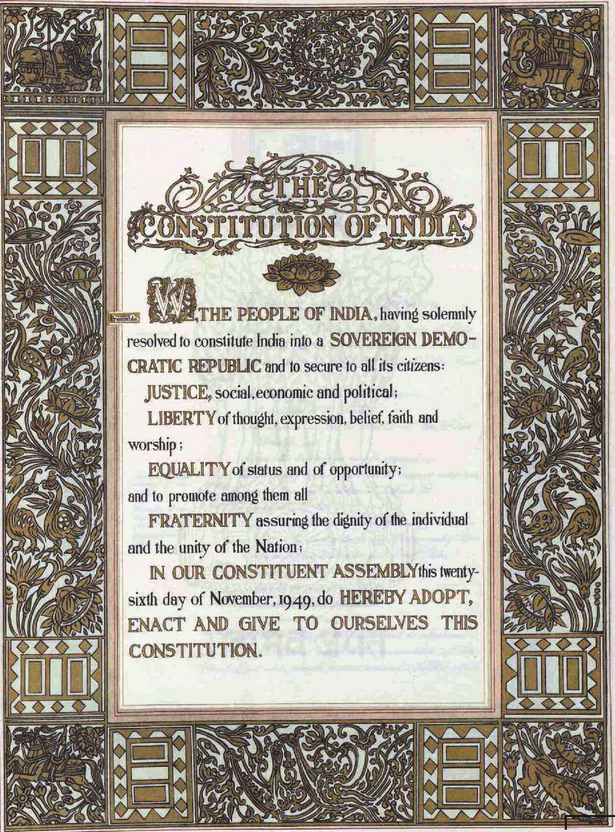 THE
CONSTITUTION OF INDIA
WE, THE PEOPLE OF INDIA, having solemnly
resolved to constitute India into a SOVEREIGN DEMO-
CRATIC REPUBLIC and to secure to all its citizens:
JUSTICE, social, economic and political;
LIBERTY of thought, expression, belief, faith and
worship;
EQUALITY of status and of opportunity;
and to promote among them all
FRATERNITY assuring the dignity of the individual
and the unity of the Nation;
IN OUR CONSTITUENT ASSEMBLY this twenty-
sixth day of November, 1949, do HEREBY ADOPT,
ENACT AND GIVE TO OURSELVES THIS
CONSTITUTION.